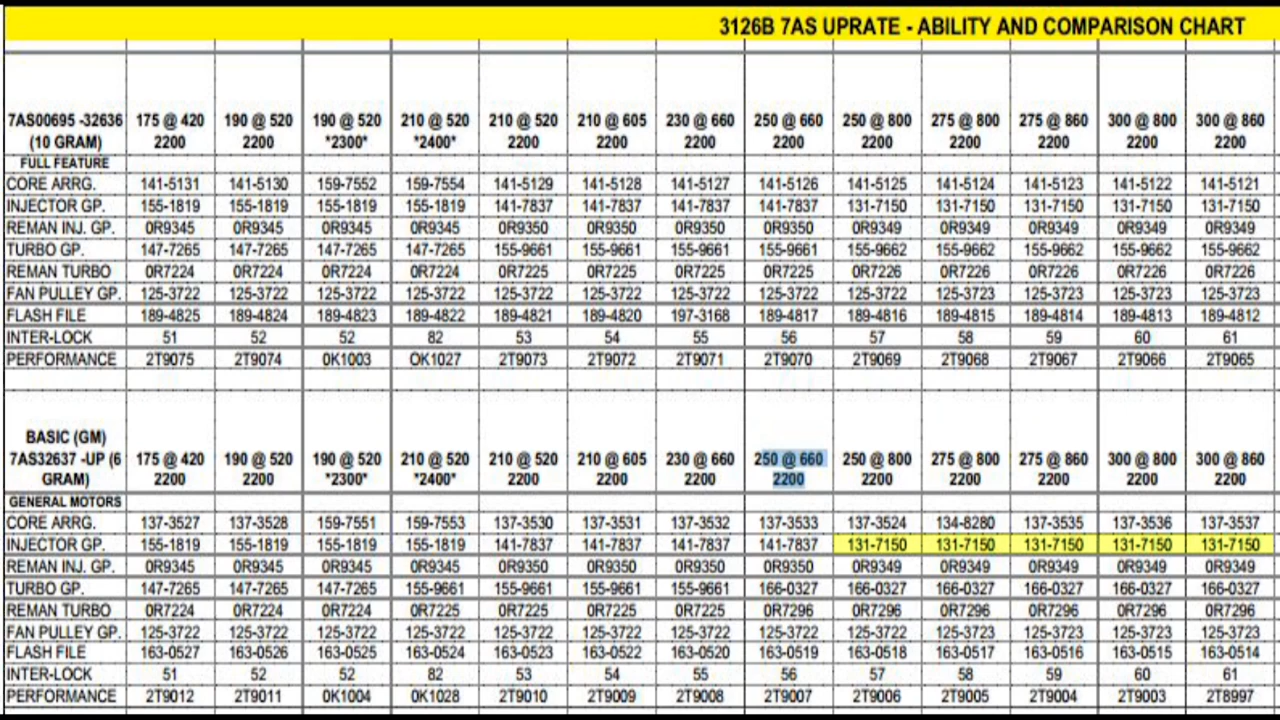 3126B 7AS UPRATE - ABILITY AND COMPARISON CHART
7AS00695 -32636 175 @ 420 190 @ 520 190 @ 520 210 @ 520 210 @ 520 210 @ 605 230 @ 660 250 @ 660 250 @ 800 275 @ 800 275 @ 860 300 @ 800 300 @ 860
(10 GRAM) 2200 2200 *2300* *2400* 2200 2200 2200 2200 2200 2200 2200 2200 2200
FULL FEATURE
CORE ARRG. 141-5131 141-5130 159-7552 159-7554 141-5129 141-5128 141-5127 141-5126 141-5125 141-5124 141-5123 141-5122 141-5121
INJECTOR GP. 155-1819 155-1819 155-1819 155-1819 141-7837 141-7837 141-7837 141-7837 131-7150 131-7150 131-7150 131-7150 131-7150
REMAN INJ. GP. 0R9345 0R9345 0R9345 0R9345 0R9350 0R9350 0R9350 0R9350 0R9349 0R9349 0R9349 0R9349 0R9349
TURBO GP. 147-7265 147-7265 147-7265 147-7265 155-9661 155-9661 155-9661 155-9661 155-9662 155-9662 155-9662 155-9662 155-9662
REMAN TURBO 0R7224 0R7224 0R7224 0R7224 0R7225 0R7225 0R7225 0R7225 0R7226 0R7226 0R7226 0R7226 0R7226
FAN PULLEY GP. 125-3722 125-3722 125-3722 125-3722 125-3722 125-3722 125-3722 125-3722 125-3723 125-3723 125-3723 125-3723 125-3723
FLASH FILE 189-4825 189-4824 189-4823 189-4822 189-4821 189-4820 197-3168 189-4817 189-4816 189-4815 189-4814 189-4813 189-4812
INTER-LOCK 51 52 52 82 53 54 55 56 57 58 59 60 61
PERFORMANCE 2T9075 2T9074 0K1003 OK1027 2T9073 2T9072 2T9071 2T9070 2T9069 2T9068 2T9067 2T9066 2T9065
BASIC (GM)
7AS32637 -UP (6 175 @ 420 190 @ 520 190 @ 520 210 @ 520 210 @ 520 210 @ 605 230 @ 660 250 @ 660 250 @ 800 275 @ 800 275 @ 860 300 @ 800 300 @ 860
GRAM) 2200 2200 *2300* *2400* 2200 2200 2200 2200 2200 2200 2200 2200 2200
GENERAL MOTORS
CORE ARRG. 137-3527 137-3528 159-7551 159-7553 137-3530 137-3531 137-3532 137-3533 137-3524 134-8280 137-3535 137-3536 137-3537
INJECTOR GP. 155-1819 155-1819 155-1819 155-1819 141-7837 141-7837 141-7837 141-7837 131-7150 131-7150 131-7150 131-7150 131-7150
REMAN INJ. GP. 0R9345 0R9345 0R9345 0R9345 0R9350 0R9350 0R9350 0R9350 0R9349 0R9349 0R9349 0R9349 0R9349
TURBO GP. 147-7265 147-7265 147-7265 155-9661 155-9661 155-9661 155-9661 166-0327 166-0327 166-0327 166-0327 166-0327 166-0327
REMAN TURBO 0R7224 0R7224 0R7224 0R7225 0R7225 0R7225 0R7225 0R7296 0R7296 0R7296 0R7296 0R7296 0R7296
FAN PULLEY GP. 125-3722 125-3722 125-3722 125-3722 125-3722 125-3722 125-3722 125-3722 125-3722 125-3723 125-3723 125-3723 125-3723
FLASH FILE 163-0527 163-0526 163-0525 163-0524 163-0523 163-0522 163-0520 163-0519 163-0518 163-0517 163-0516 163-0515 163-0514
INTER-LOCK 51 52 52 82 53 54 55 56 57 58 59 60 61
PERFORMANCE 2T9012 2T9011 0K1004 0K1028 2T9010 2T9009 2T9008 2T9007 2T9006 2T9005 2T9004 2T9003 2T8997